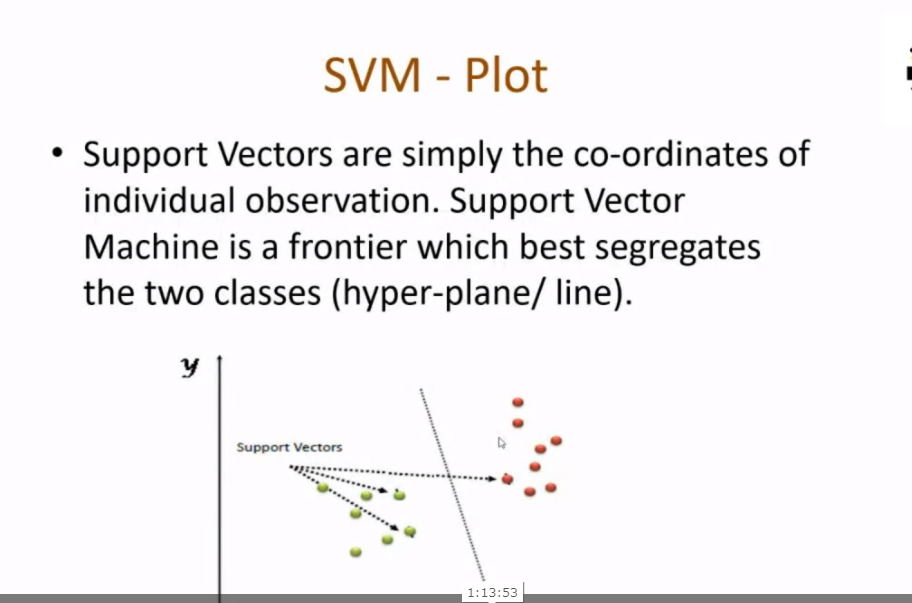 SVM - Plot
• Support Vectors are simply the co-ordinates of
individual observation. Support Vector
Machine is a frontier which best segregates
the two classes (hyper-plane/ line).
y
Support Vectors
1:13:53